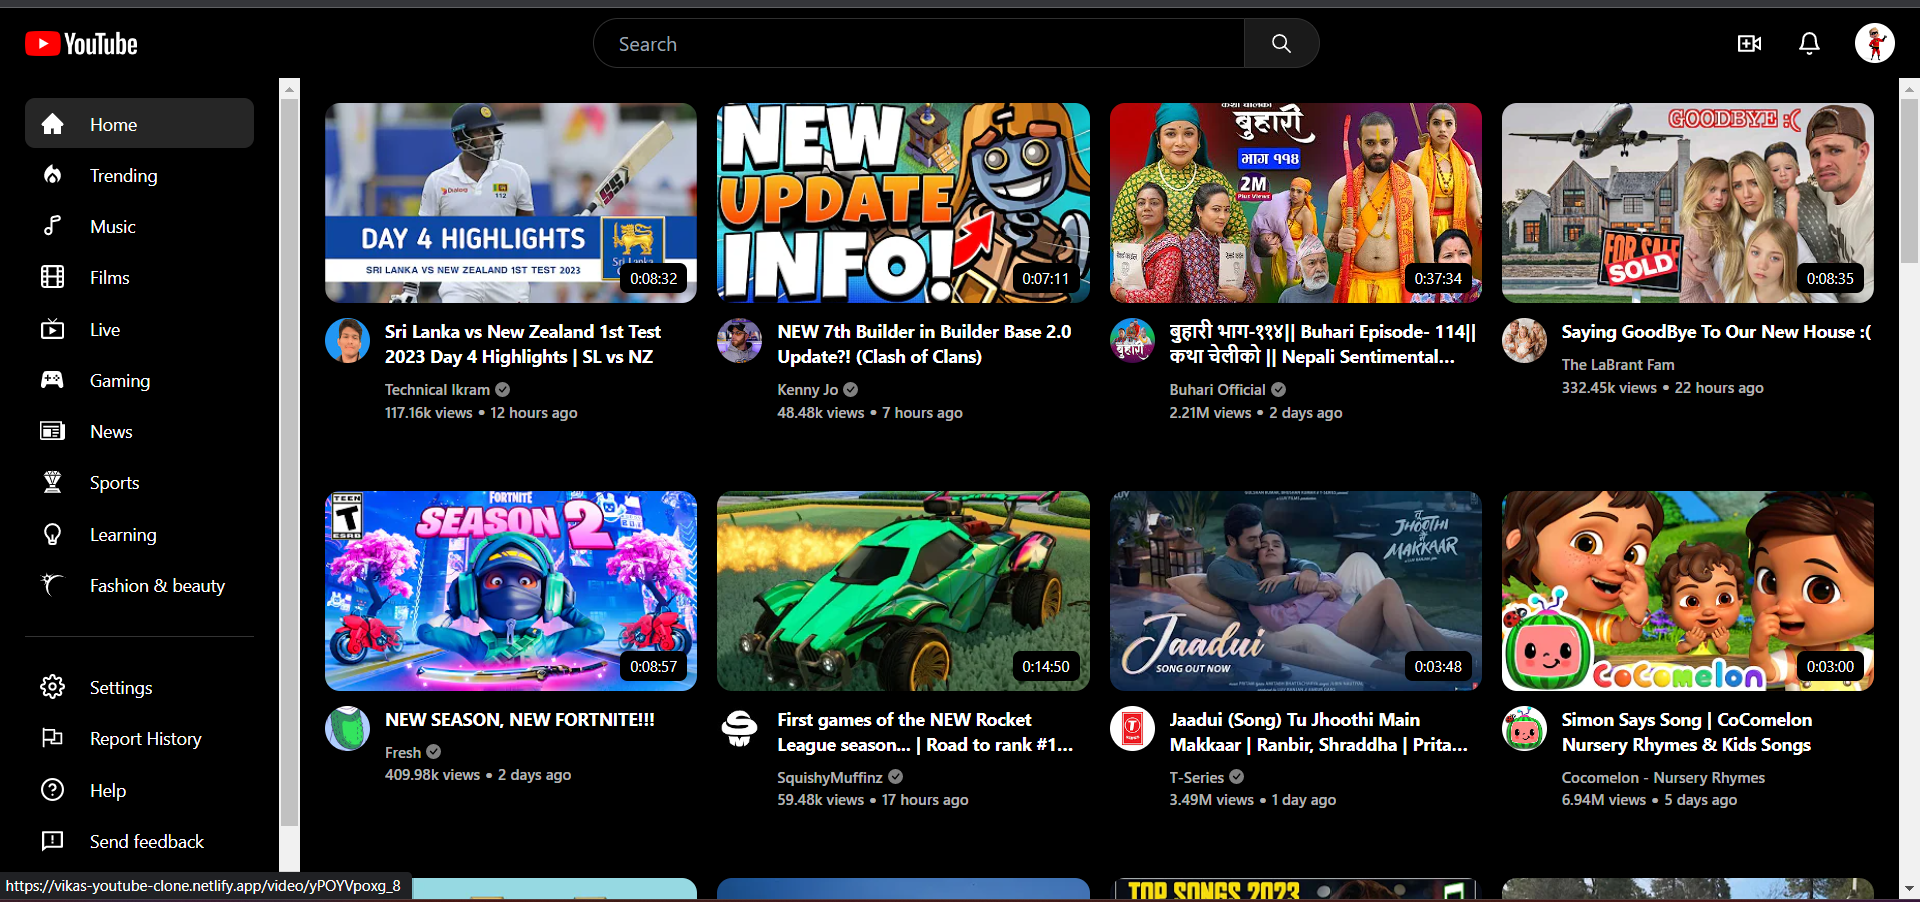 YouTube
Search
Home
Trending
Music
Films
Live
Gaming
News
Sports
Learning
Fashion & beauty
Settings
Report History
Help
Send feedback
Dialog
112
DAY 4 HIGHLIGHTS
SRI LANKA VS NEW ZEALAND 1ST TEST 2023
0:08:32
Sri Lanka vs New Zealand 1st Test
2023 Day 4 Highlights | SL vs NZ
Technical Ikram
117.16k views • 12 hours ago
NEW
UPDATE
INFO!
0:07:11
NEW 7th Builder in Builder Base 2.0
Update?! (Clash of Clans)
Kenny Jo
48.48k views • 7 hours ago
कथा चेलीको
बुहारी
भाग ११४
2M
Plus Views
0:37:34
बुहारी
बुहारी भाग-११४|| Buhari Episode- 114||
कथा चेलीको || Nepali Sentimental...
Buhari Official
2.21M views • 2 days ago
GOODBYE :(
FOR SALE
SOLD
0:08:35
Saying GoodBye To Our New House :(
The LaBrant Fam
332.45k views • 22 hours ago
TEEN
T
ESRB
FORTNITE
SEASON 2
0:08:57
NEW SEASON, NEW FORTNITE!!!
Fresh
409.98k views • 2 days ago
0:14:50
First games of the NEW Rocket
League season... | Road to rank #1...
SquishyMuffinz
59.48k views • 17 hours ago
तू
JHOOTHI
मैं
MAKKAAR
Jaadui
SONG OUT NOW
0:03:48
Jaadui (Song) Tu Jhoothi Main
Makkaar | Ranbir, Shraddha | Prita...
T-Series
3.49M views • 1 day ago
CoComelon
0:03:00
Simon Says Song | CoComelon
Nursery Rhymes & Kids Songs
Cocomelon - Nursery Rhymes
6.94M views • 5 days ago
TOP SONGS 2023
https://vikas-youtube-clone.netlify.app/video/yPOYVpoxg_8